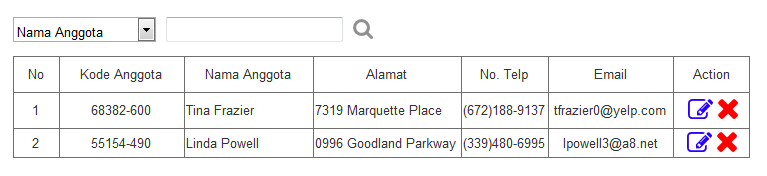 Nama Anggota
No Kode Anggota Nama Anggota Alamat No. Telp Email Action
1 68382-600 Tina Frazier 7319 Marquette Place (672)188-9137 tfrazier0@yelp.com
2 55154-490 Linda Powell 0996 Goodland Parkway (339)480-6995 lpowell3@a8.net